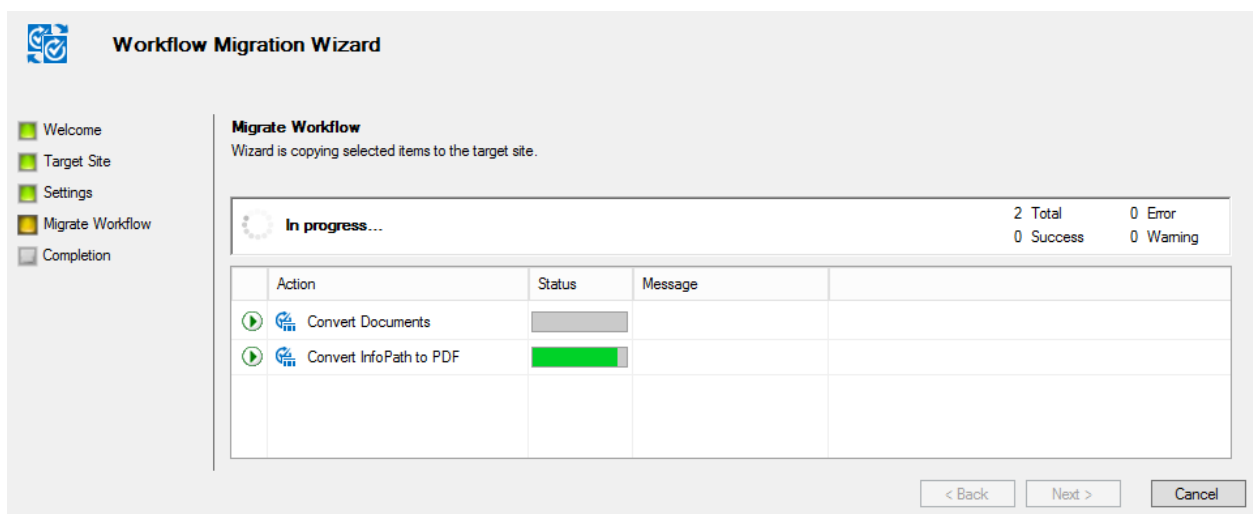 Workflow Migration Wizard
Welcome
Target Site
Settings
Migrate Workflow
Completion
Migrate Workflow
Wizard is copying selected items to the target site.
In progress...
2 Total 0 Error
0 Success 0 Warning
Action Status Message
Convert Documents
Convert InfoPath to PDF
< Back Next > Cancel